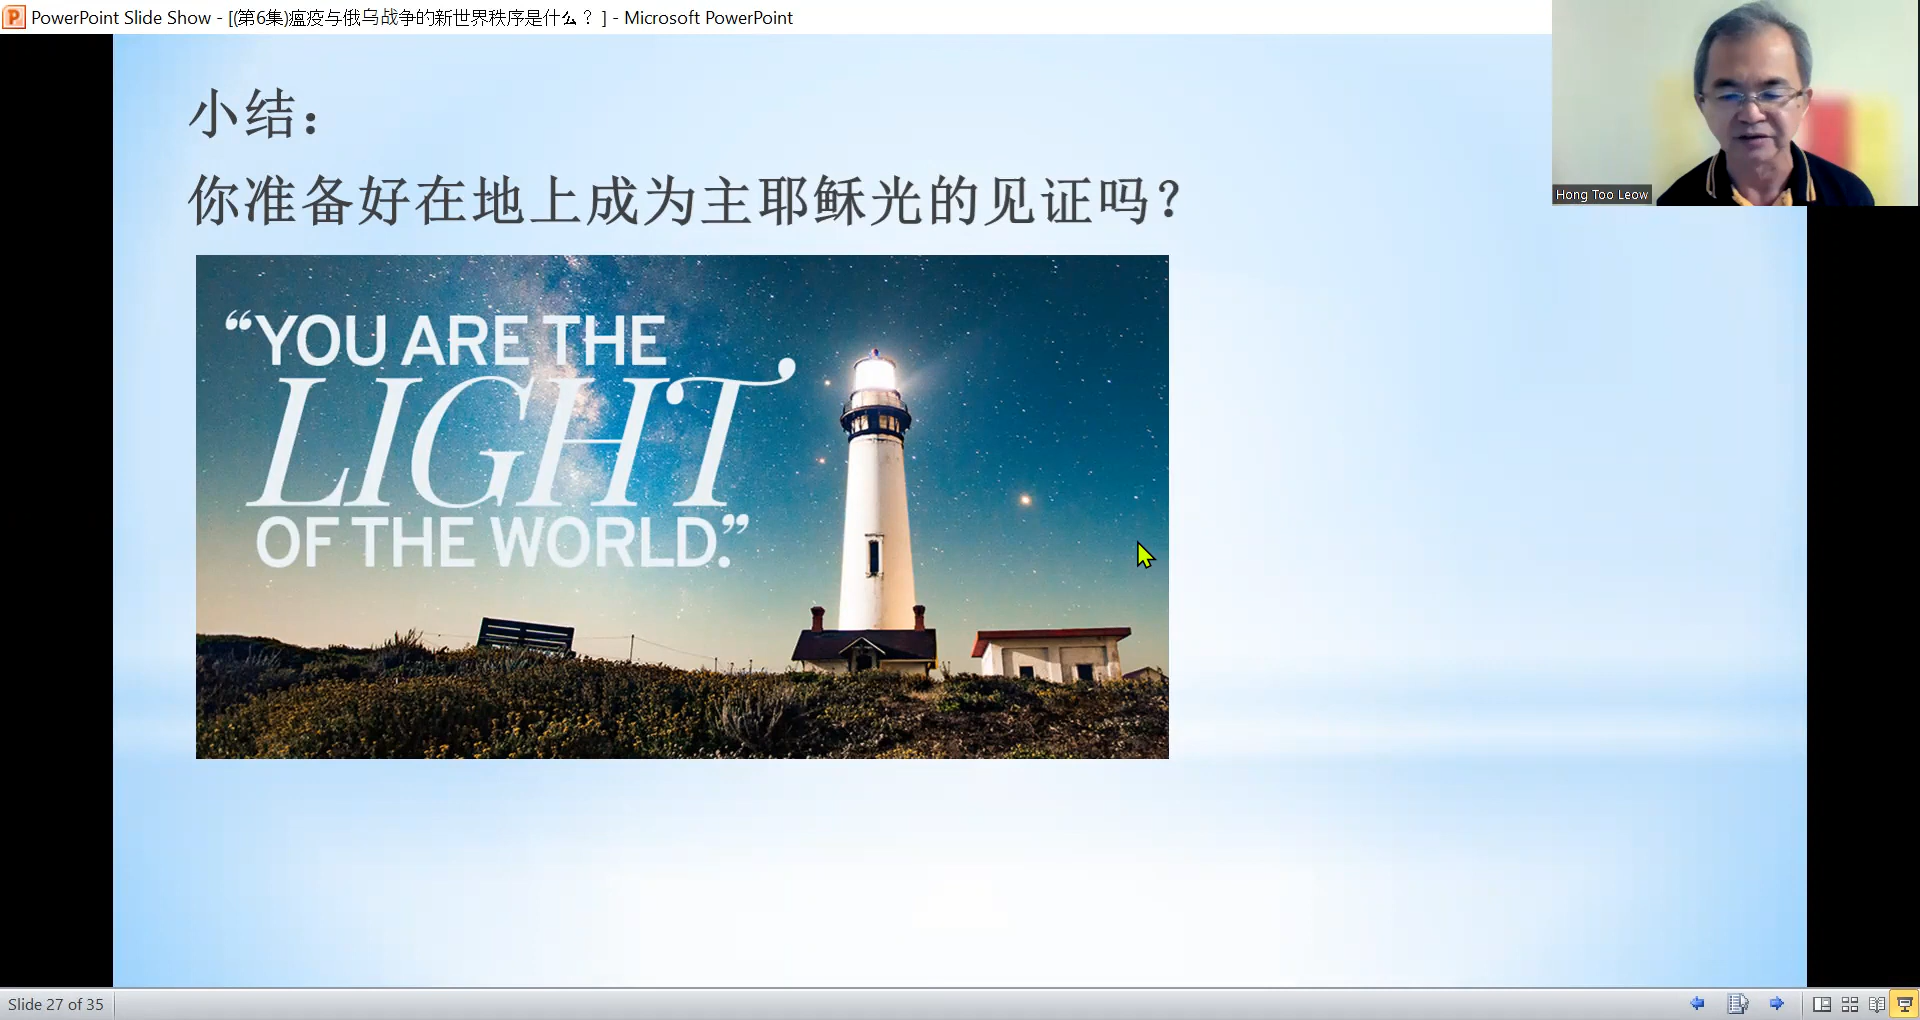 PowerPoint Slide Show - [(第6集)瘟疫与俄乌战争的新世界秩序是什么？ ] - Microsoft PowerPoint
小结：
你准备好在地上成为主耶稣光的见证吗？
“YOU ARE THE
LIGHT
OF THE WORLD.”
Hong Too Leow
Slide 27 of 35